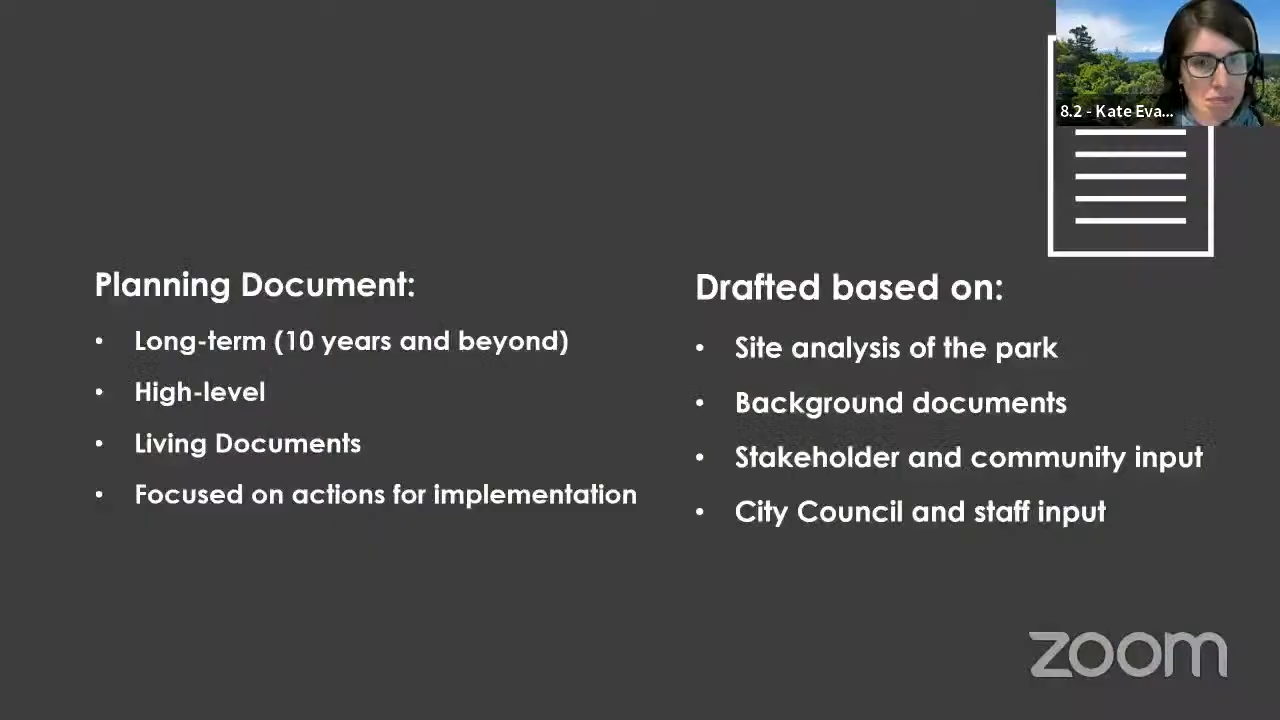 8.2 - Kate Eva...
Planning Document:
• Long-term (10 years and beyond)
• High-level
• Living Documents
• Focused on actions for implementation
Drafted based on:
• Site analysis of the park
• Background documents
• Stakeholder and community input
• City Council and staff input
zoom